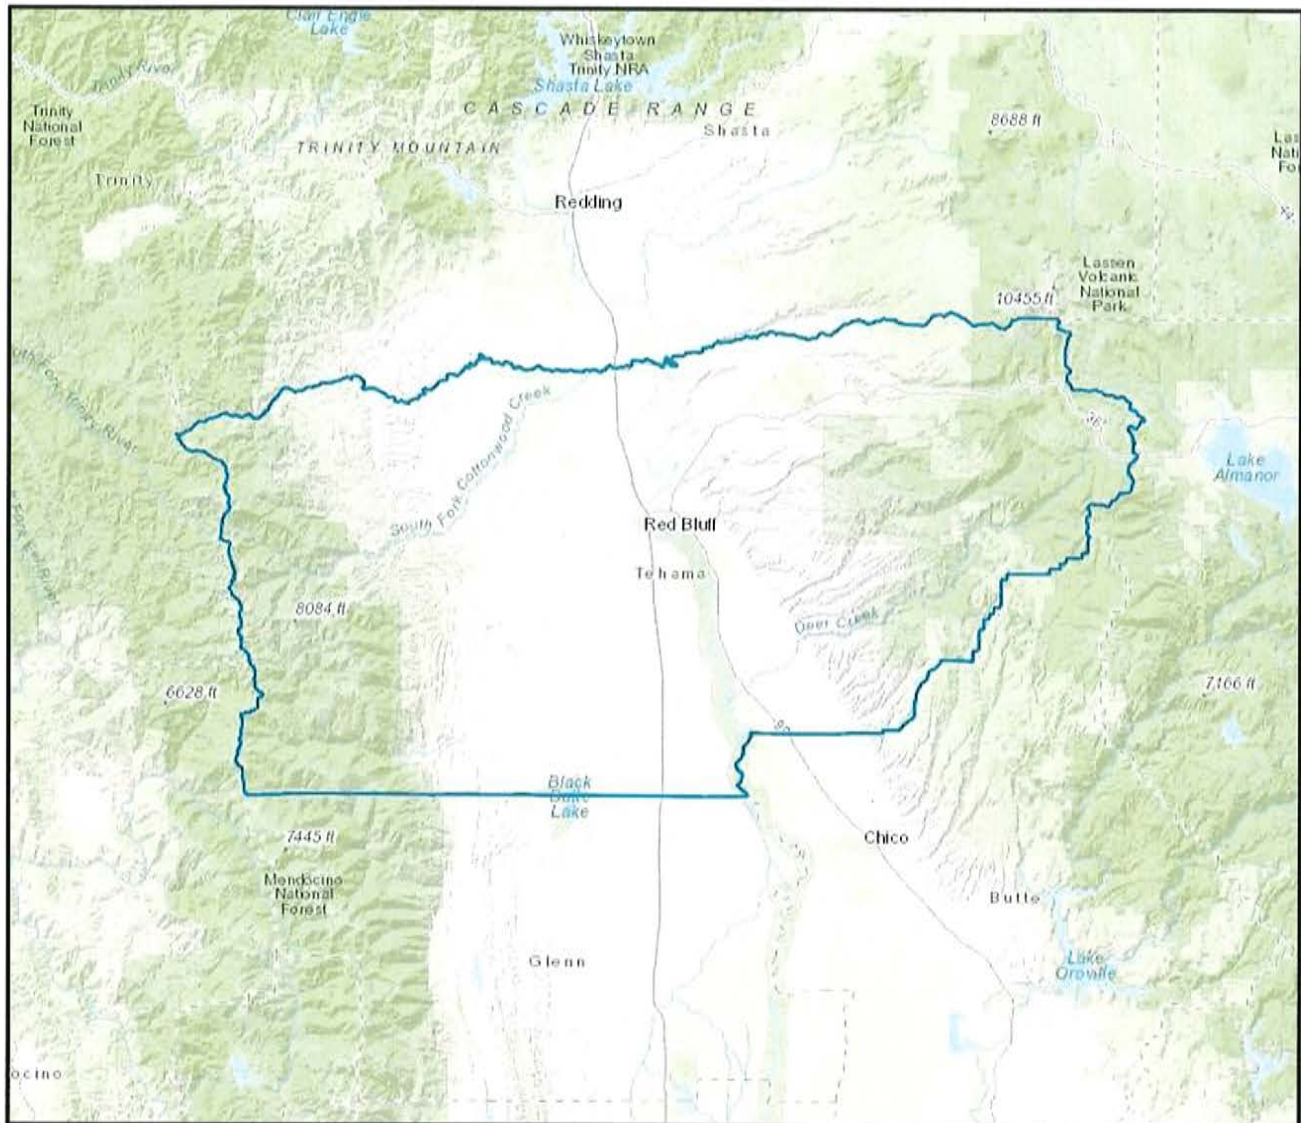 Clair Engle
Lake
Whiskeytown
Shasta
Trinity NRA
Shasta Lake
Trinity River
CASCADE RANGE
Trinity
National
Forest
8688 ft
Shasta
TRINITY MOUNTAIN
Trinity
Redding
Lassen
Volcanic
National
Park
10455 ft
Trinity River
36
South Fork Cottonwood Creek
Lake
Almanor
Red Bluff
Tehama
8084 ft
Deer Creek
6628 ft
7166 ft
Black
Butte
Lake
7445 ft
Chico
Mendocino
National
Forest
Butte
Glenn
Lake
Oroville
ocino